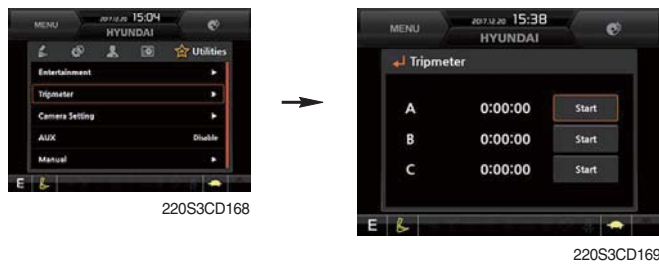 MENU
2017.12.20 15:04
HYUNDAI
Utilities
Entertainment
Tripmeter
Camera Setting
AUX Disable
Manual
E
220S3CD168
MENU
2017.12.20 15:38
HYUNDAI
Tripmeter
A 0:00:00 Start
B 0:00:00 Start
C 0:00:00 Start
E
220S3CD169